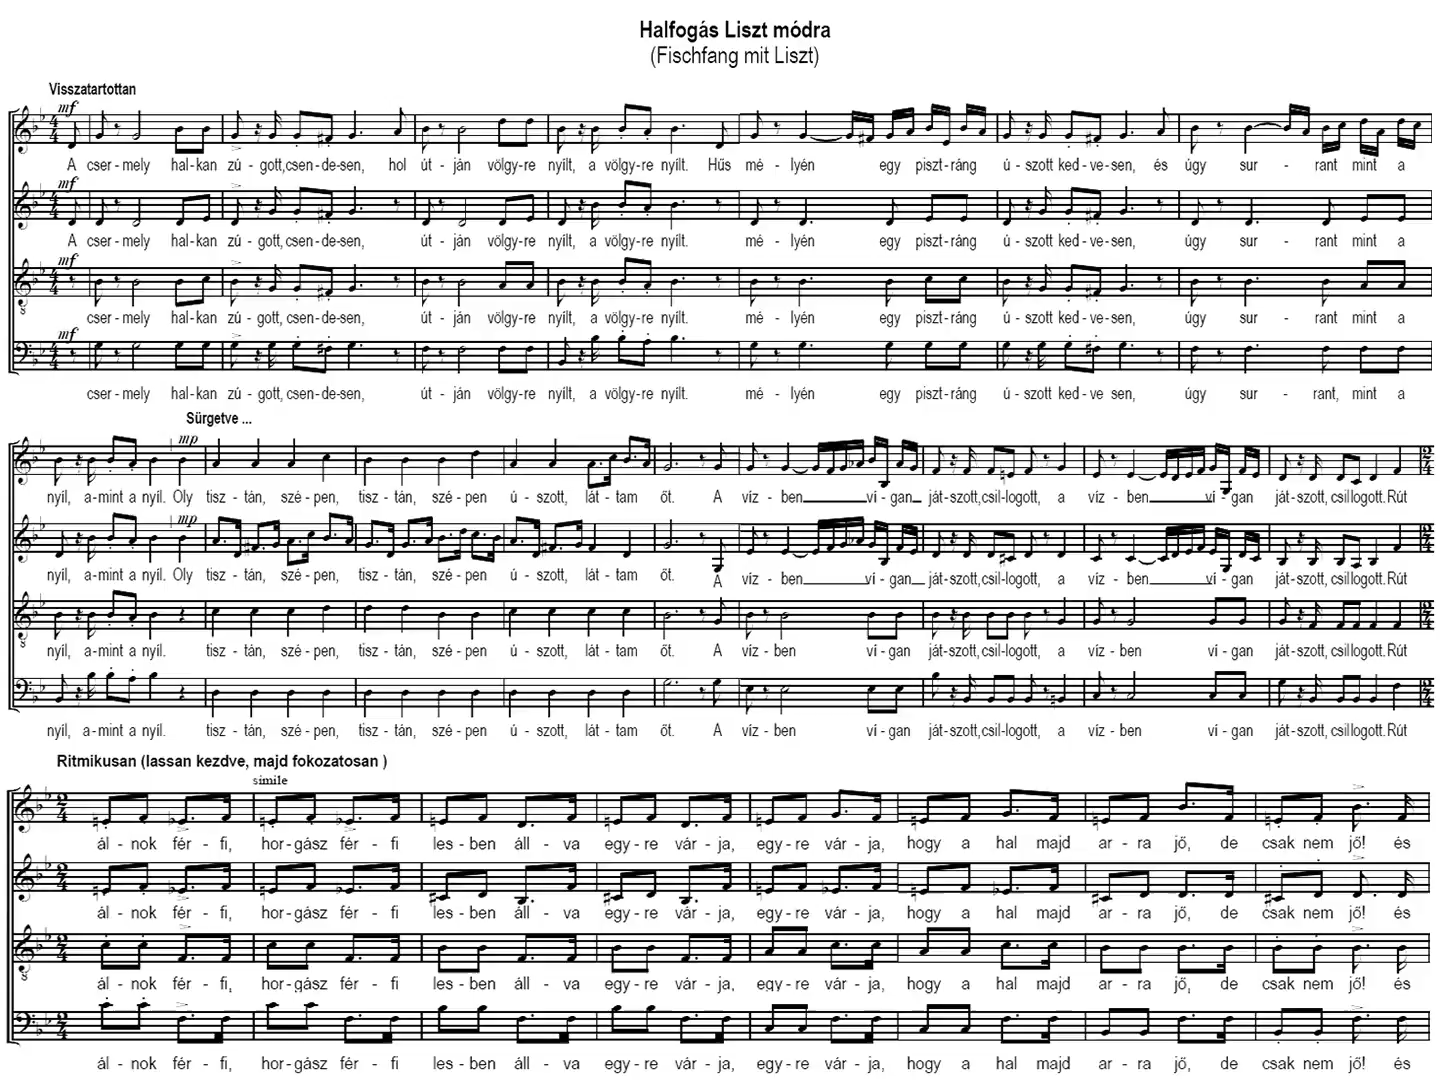 Halfogás Liszt módra
(Fischfang mit Liszt)
Visszatartottan
mf
A cser-mely hal-kan zú-gott,csen-de-sen, hol út-ján völgy-re nyílt, a völgy-re nyílt. Hűs mé-lyén egy piszt-ráng ú-szott ked-ve-sen, és úgy sur-rant mint a
mf
A cser-mely hal-kan zú-gott,csen-de-sen, út-ján völgy-re nyílt, a völgy-re nyílt. mé-lyén egy piszt-ráng ú-szott ked-ve-sen, úgy sur-rant mint a
mf
cser-mely hal-kan zú-gott, csen-de-sen, út-ján völgy-re nyílt, a völgy-re nyílt. mé-lyén egy piszt-ráng ú-szott ked-ve-sen, úgy sur-rant mint a
mf
cser-mely hal-kan zú-gott, csen-de-sen, út-ján völgy-re nyílt, a völgy-re nyílt. mé-lyén egy piszt-ráng ú-szott ked-ve sen, úgy sur-rant, mint a
Sürgetve ...
mp
nyíl, a-mint a nyíl. Oly tisz-tán, szé-pen, tisz-tán, szé-pen ú-szott, lát-tam őt. A víz-ben ví-gan ját-szott,csil-logott, a víz-ben ví-gan ját-szott, csillogott.Rút
mp
nyíl, a-mint a nyíl. Oly tisz-tán, szé-pen, tisz-tán, szé-pen ú-szott, lát-tam őt. A víz-ben ví-gan ját-szott,csil-logott, a víz-ben ví-gan ját-szott, csillogott.Rút
nyíl, a-mint a nyíl. tisz-tán, szé-pen, tisz-tán, szé-pen ú-szott, lát-tam őt. A víz-ben ví-gan ját-szott,csil-logott, a víz-ben ví-gan ját-szott, csillogott.Rút
nyíl, a-mint a nyíl. tisz-tán, szé-pen, tisz-tán, szé-pen ú-szott, lát-tam őt. A víz-ben ví-gan ját-szott,csil-logott, a víz-ben ví-gan ját-szott, csillogott.Rút
Ritmikusan (lassan kezdve, majd fokozatosan )
simile
ál-nok fér-fi, hor-gász fér-fi les-ben áll-va egy-re vár-ja, egy-re vár-ja, hogy a hal majd ar-ra jő, de csak nem jő! és
ál-nok fér-fi, hor-gász fér-fi les-ben áll-va egy-re vár-ja, egy-re vár-ja, hogy a hal majd ar-ra jő, de csak nem jő! és
ál-nok fér-fi, hor-gász fér-fi les-ben áll-va egy-re vár-ja, egy-re vár-ja, hogy a hal majd ar-ra jő, de csak nem jő! és
ál-nok fér-fi, hor-gász fér-fi les-ben áll-va egy-re vár-ja, egy-re vár-ja, hogy a hal majd ar-ra jő, de csak nem jő! és